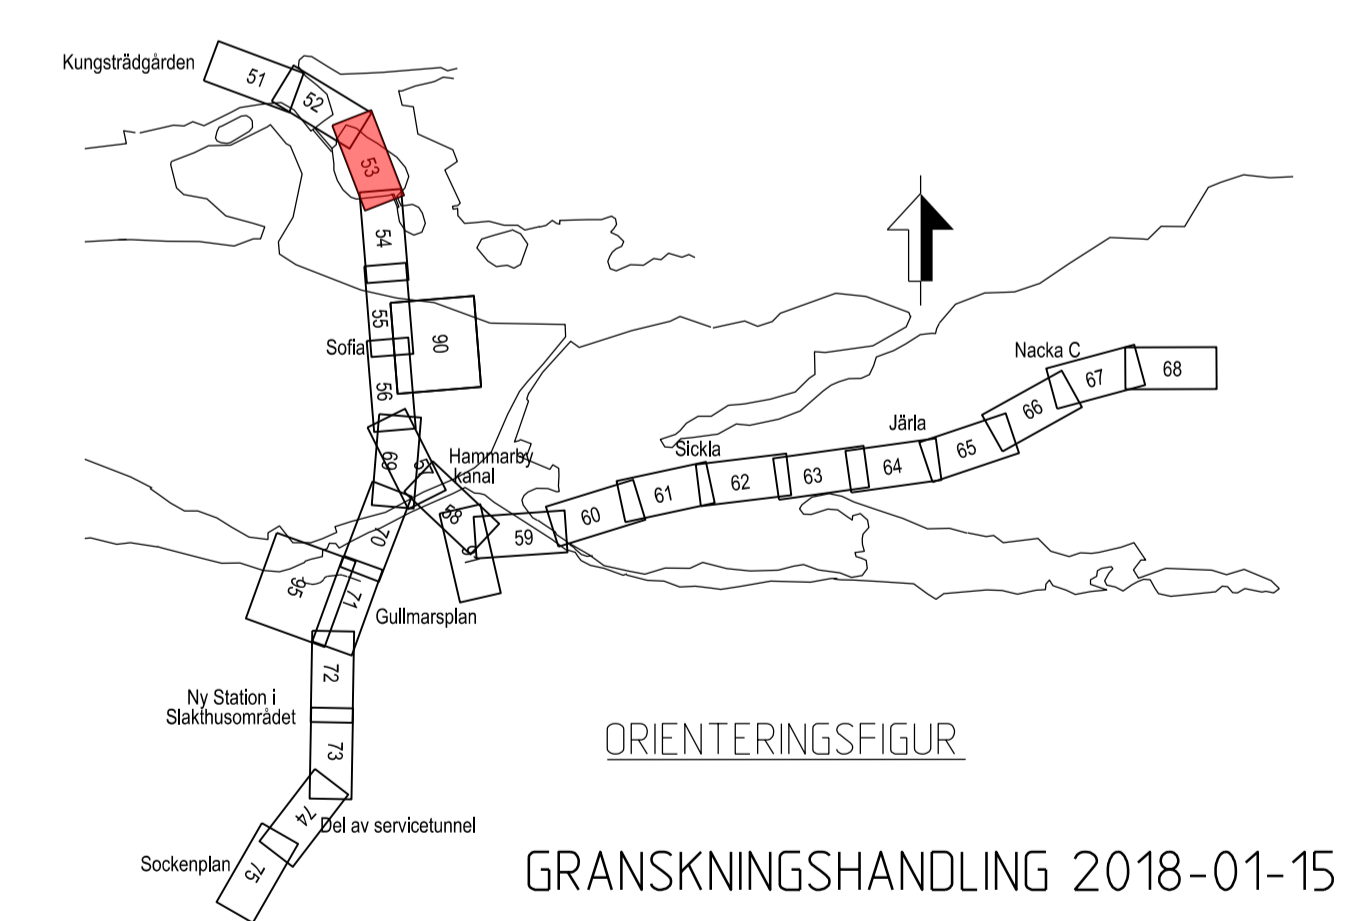 Kungsträdgården
51
52
53
54
55
Sofia
90
56
69
57
Hammarby
kanal
58
59
60
61
Sickla
62
63
64
Järla
65
66
Nacka C
67
68
70
95
71
Gullmarsplan
72
Ny Station i
Slakthusområdet
73
74
Del av servicetunnel
Sockenplan
75
ORIENTERINGSFIGUR
GRANSKNINGSHANDLING 2018-01-15